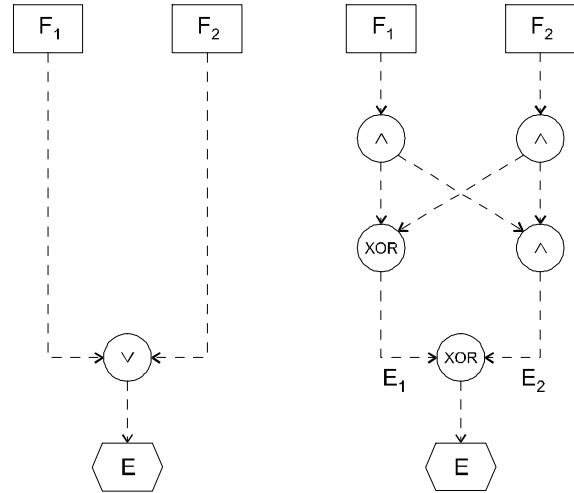 F₁ F₂ F₁ F₂
∧ ∧
XOR ∧
∨ XOR
E₁ E₂
E E